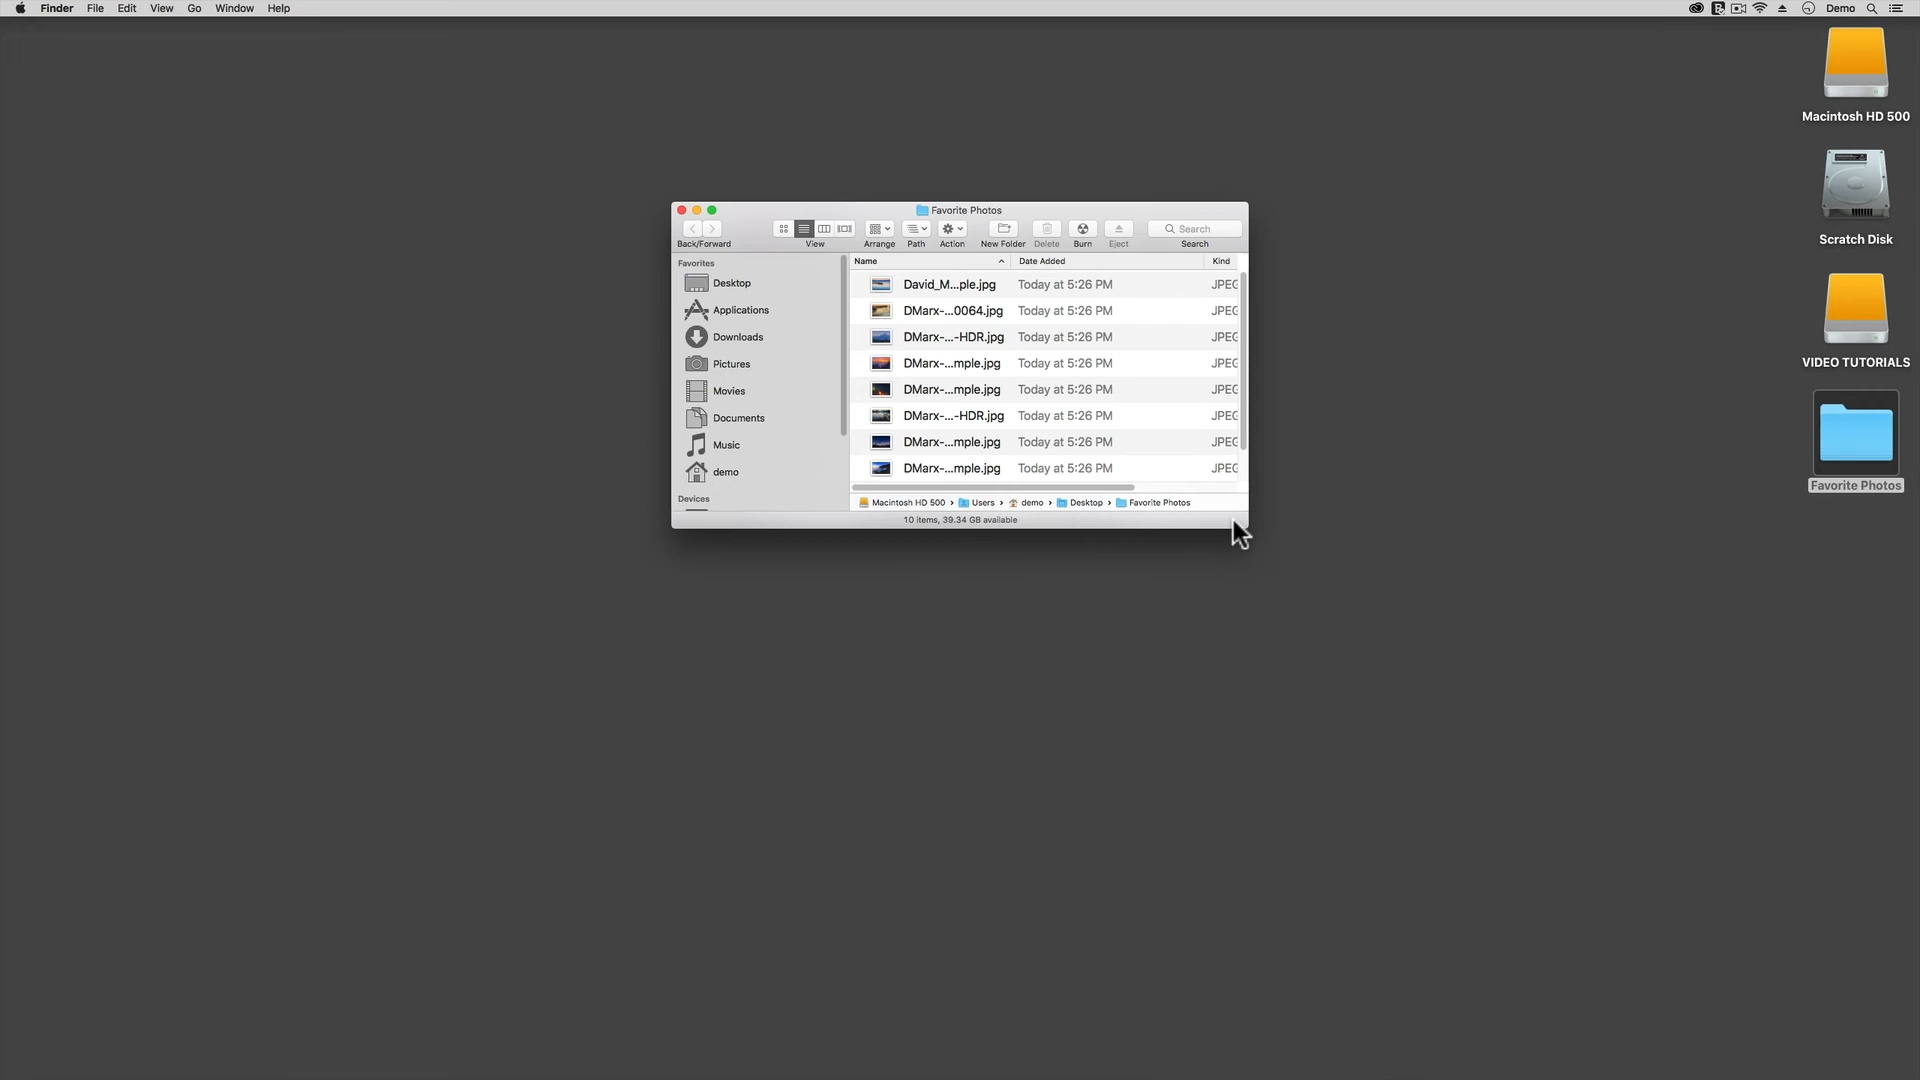 Finder File Edit View Go Window Help
Demo
Macintosh HD 500
Scratch Disk
VIDEO TUTORIALS
Favorite Photos
Favorite Photos
Search
Back/Forward View Arrange Path Action New Folder Delete Burn Eject Search
Favorites
Desktop
Applications
Downloads
Pictures
Movies
Documents
Music
demo
Devices
Name Date Added Kind
David_M...ple.jpg Today at 5:26 PM JPEG
DMarx-...0064.jpg Today at 5:26 PM JPEG
DMarx-...-HDR.jpg Today at 5:26 PM JPEG
DMarx-...mple.jpg Today at 5:26 PM JPEG
DMarx-...mple.jpg Today at 5:26 PM JPEG
DMarx-...-HDR.jpg Today at 5:26 PM JPEG
DMarx-...mple.jpg Today at 5:26 PM JPEG
DMarx-...mple.jpg Today at 5:26 PM JPEG
Macintosh HD 500 › Users › demo › Desktop › Favorite Photos
10 items, 39.34 GB available